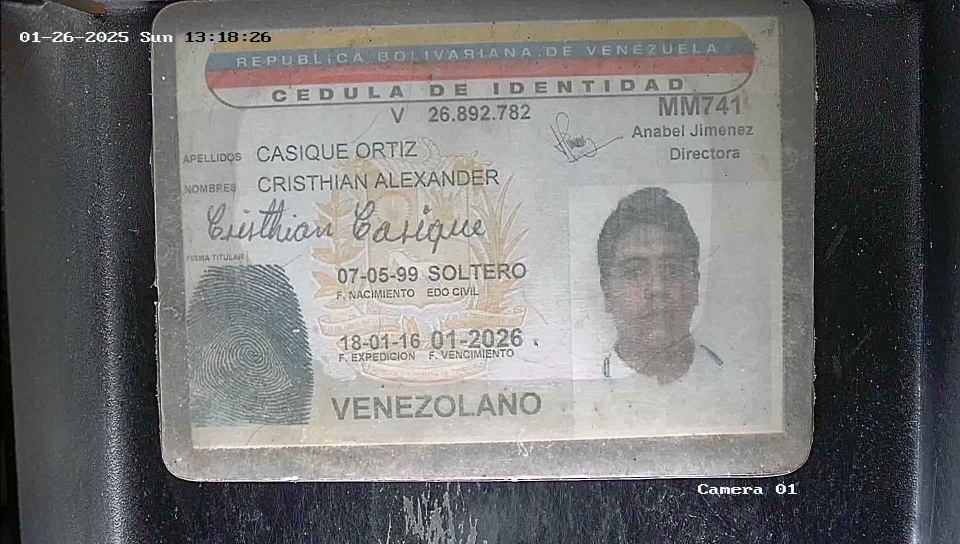 01-26-2025 Sun 13:18:26
REPUBLICA BOLIVARIANA DE VENEZUELA
CEDULA DE IDENTIDAD
V 26.892.782
MM741
Anabel Jimenez
Directora
APELLIDOS CASIQUE ORTIZ
NOMBRES CRISTHIAN ALEXANDER
Cristhian Casique
FIRMA TITULAR
07-05-99 SOLTERO
F. NACIMIENTO EDO CIVIL
18-01-16 01-2026
F. EXPEDICION F. VENCIMIENTO
VENEZOLANO
Camera 01